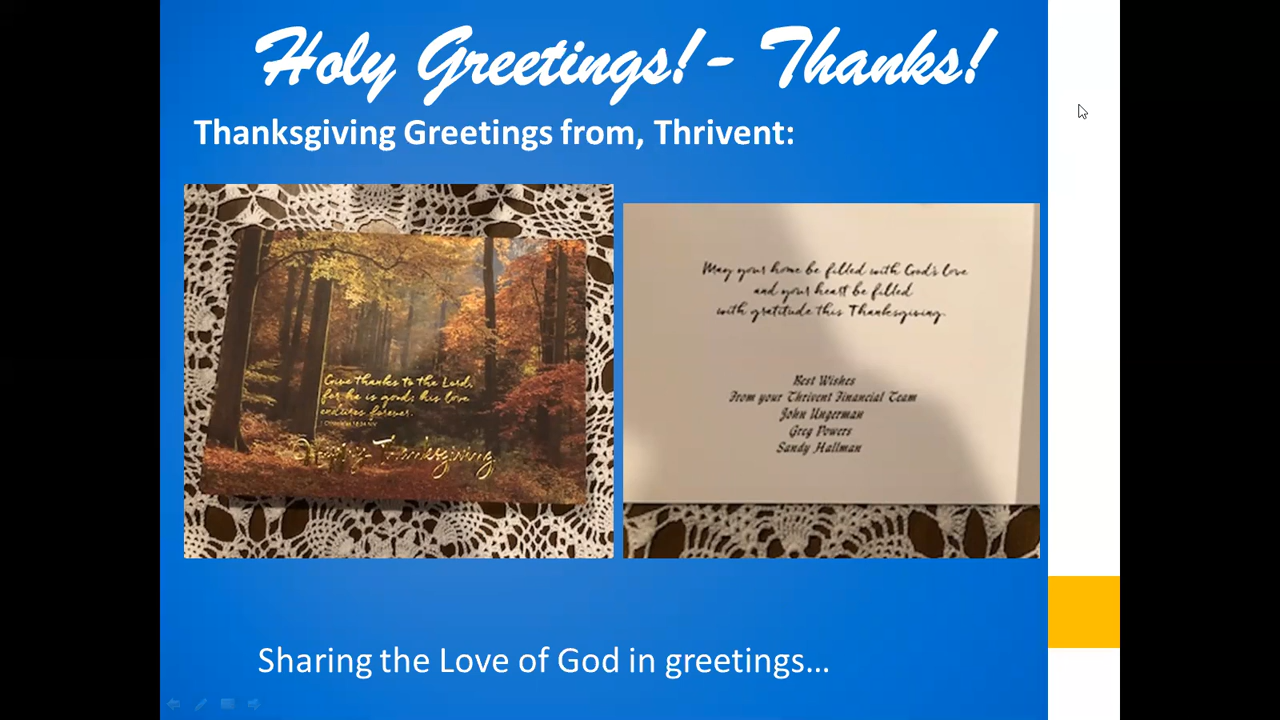 Holy Greetings! - Thanks!
Thanksgiving Greetings from, Thrivent:
Give thanks to the Lord,
for he is good; his love
endures forever.
Happy Thanksgiving
May your home be filled with God's love
and your heart be filled
with gratitude this Thanksgiving.
Best Wishes
From your Thrivent Financial Team
John Ungerman
Greg Powers
Sandy Hallman
Sharing the Love of God in greetings...